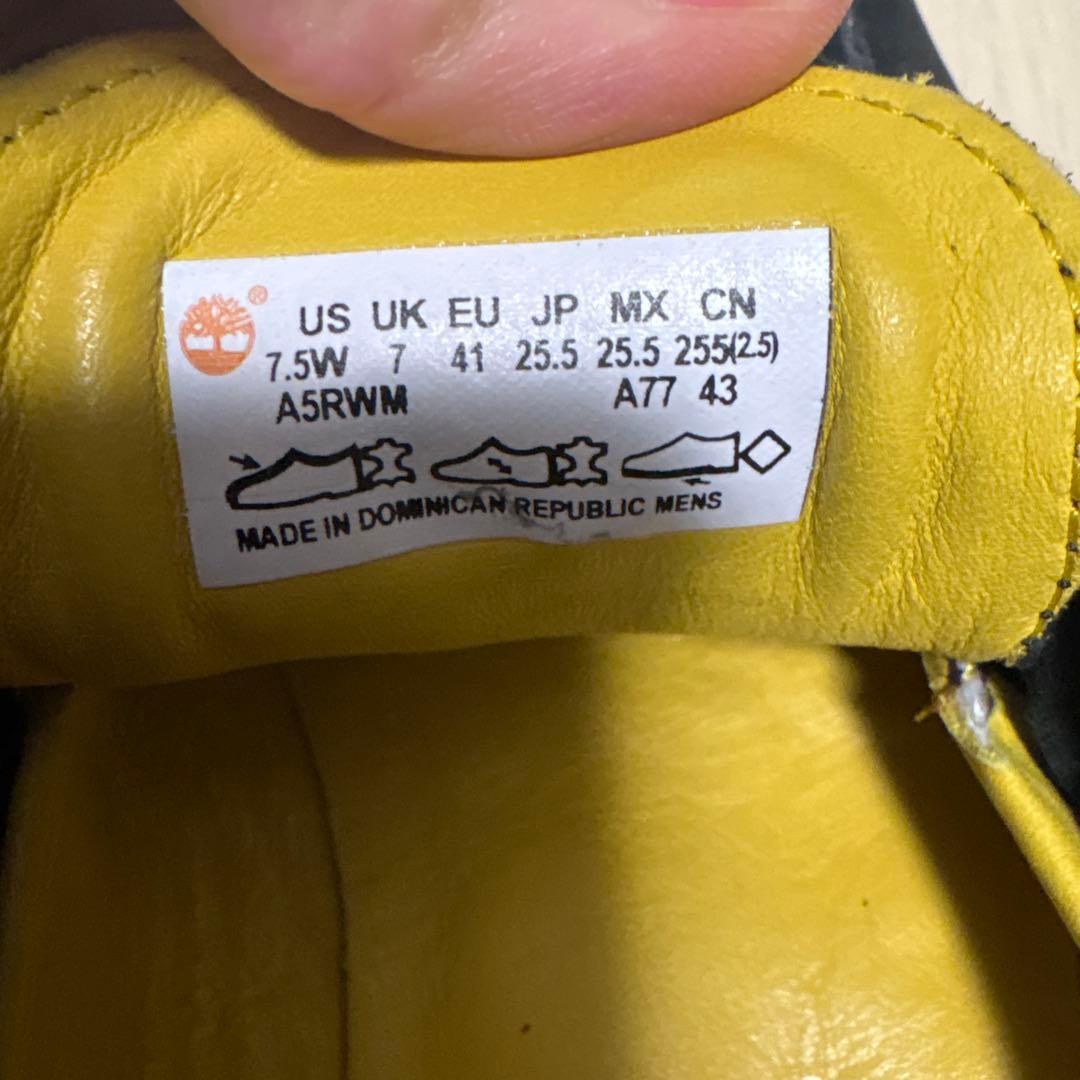 ® US UK EU JP MX CN
7.5W 7 41 25.5 25.5 255(2.5)
A5RWM A77 43
MADE IN DOMINICAN REPUBLIC MENS